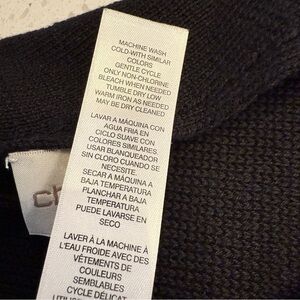 MACHINE WASH
COLD-WITH SIMILAR
COLORS
GENTLE CYCLE
ONLY NON-CHLORINE
BLEACH WHEN NEEDED
TUMBLE DRY LOW
WARM IRON AS NEEDED
MAY BE DRY CLEANED
LAVAR A MÁQUINA CON
AGUA FRIA EN
CICLO SUAVE CON
COLORES SIMILARES.
USAR BLANQUEADOR
SIN CLORO CUANDO SE
NECESITE.
SECAR A MÁQUINA A
BAJA TEMPERATURA
PLANCHAR A BAJA
TEMPERATURA
PUEDE LAVARSE EN
SECO
LAVER À LA MACHINE À
L'EAU FROIDE AVEC DES
VÊTEMENTS DE
COULEURS
SEMBLABLES
CYCLE DÉLICAT